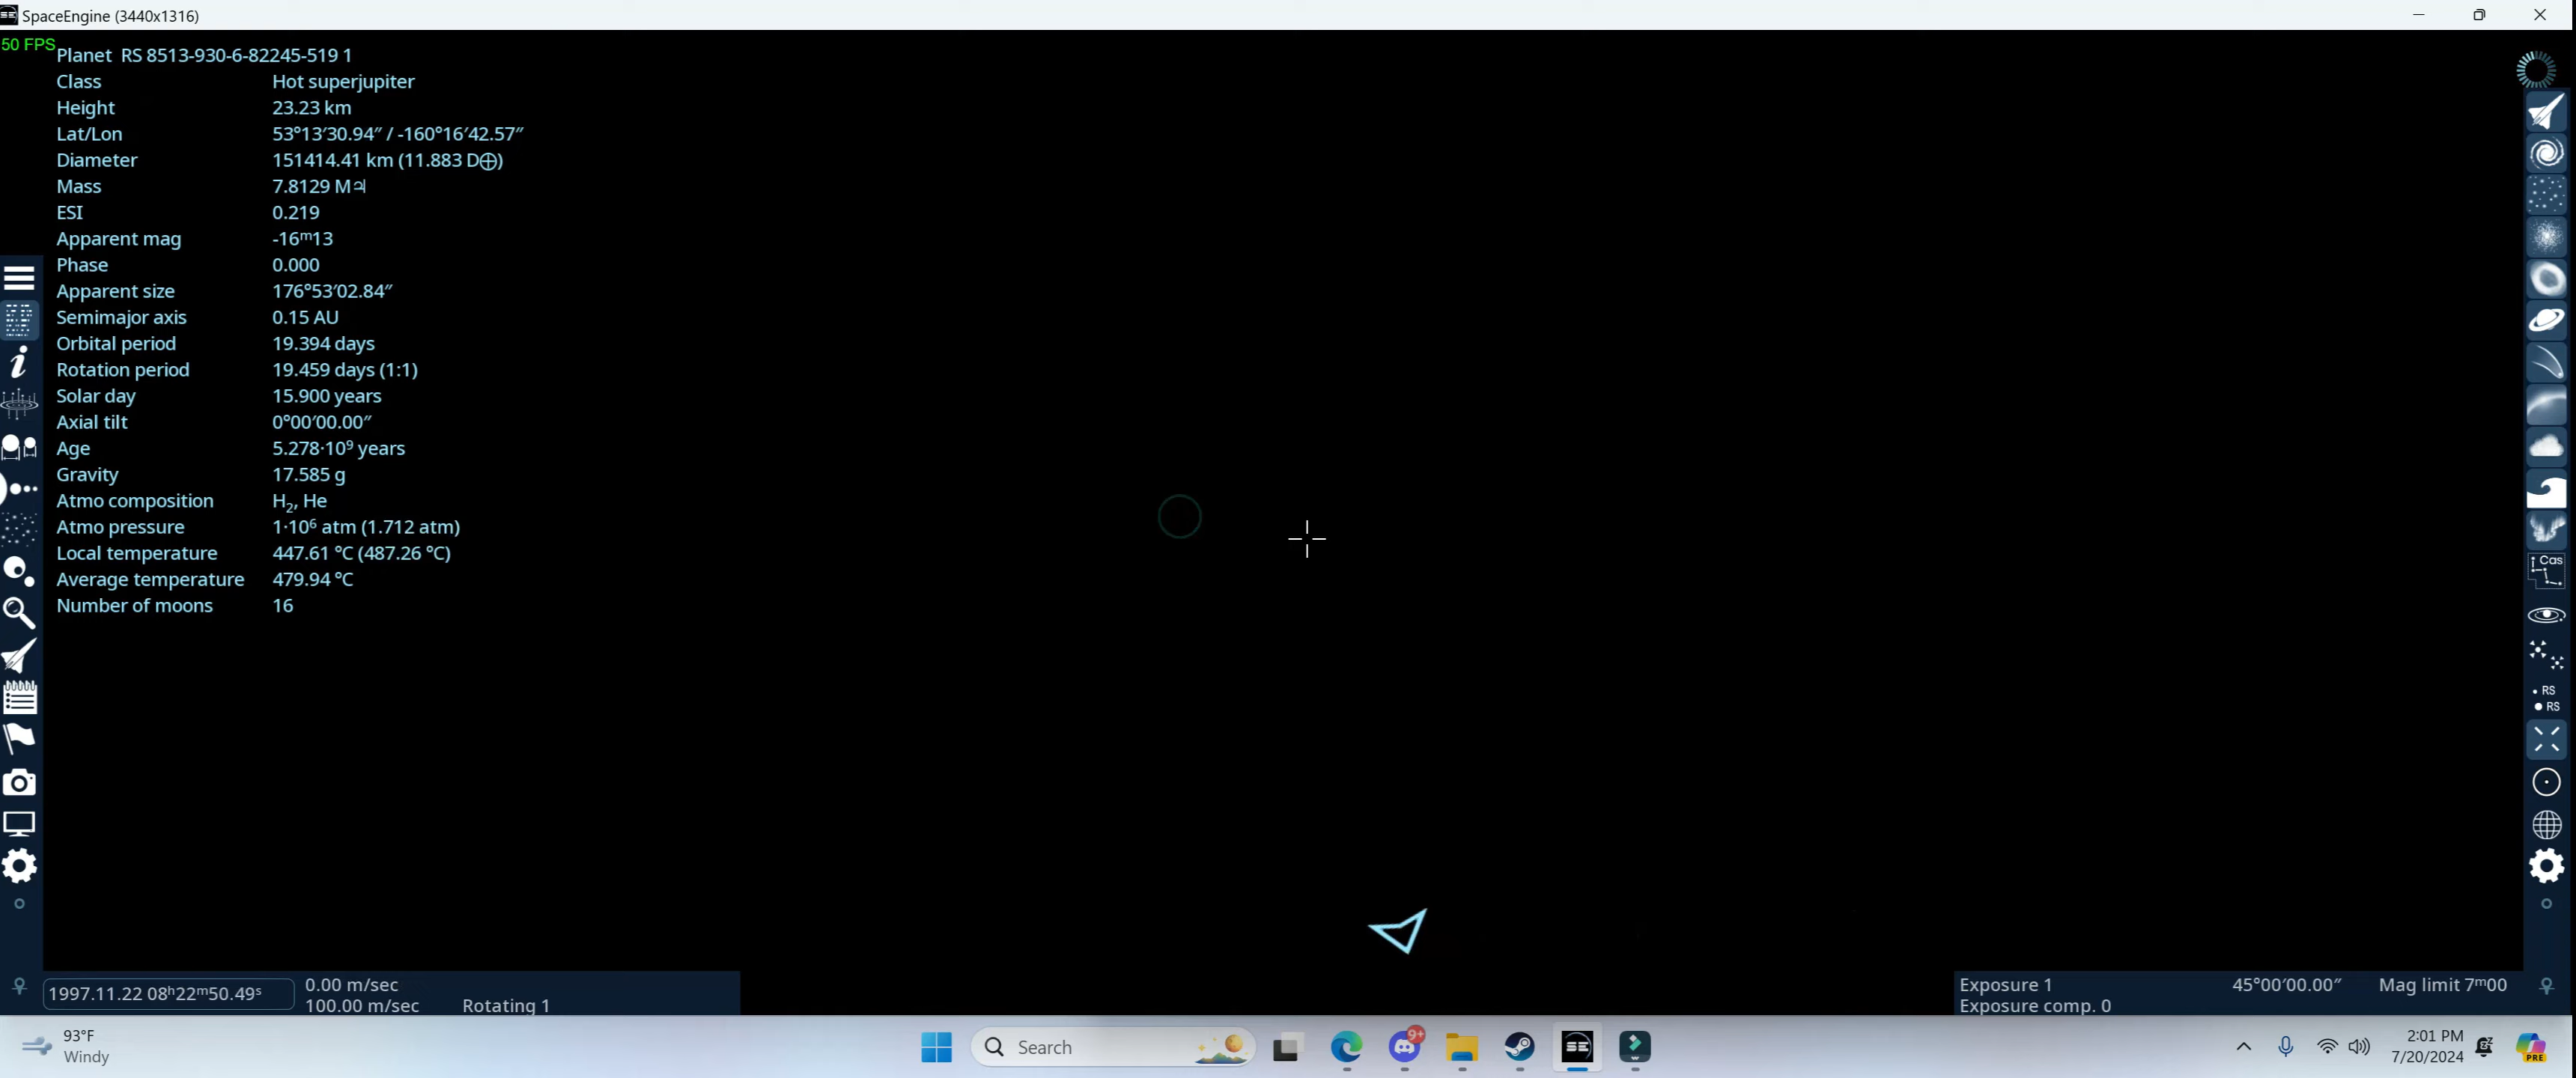 SpaceEngine (3440x1316)
50 FPS
Planet RS 8513-930-6-82245-519 1
Class Hot superjupiter
Height 23.23 km
Lat/Lon 53°13′30.94″ / -160°16′42.57″
Diameter 151414.41 km (11.883 D⊕)
Mass 7.8129 M♃
ESI 0.219
Apparent mag -16ᵐ13
Phase 0.000
Apparent size 176°53′02.84″
Semimajor axis 0.15 AU
Orbital period 19.394 days
Rotation period 19.459 days (1:1)
Solar day 15.900 years
Axial tilt 0°00′00.00″
Age 5.278·10⁹ years
Gravity 17.585 g
Atmo composition H₂, He
Atmo pressure 1·10⁶ atm (1.712 atm)
Local temperature 447.61 °C (487.26 °C)
Average temperature 479.94 °C
Number of moons 16
Cas
RS
RS
1997.11.22 08ʰ22ᵐ50.49ˢ
0.00 m/sec
100.00 m/sec Rotating 1
Exposure 1 45°00′00.00″ Mag limit 7ᵐ00
Exposure comp. 0
93°F
Windy
Search
9+
SE
2:01 PM
7/20/2024
PRE